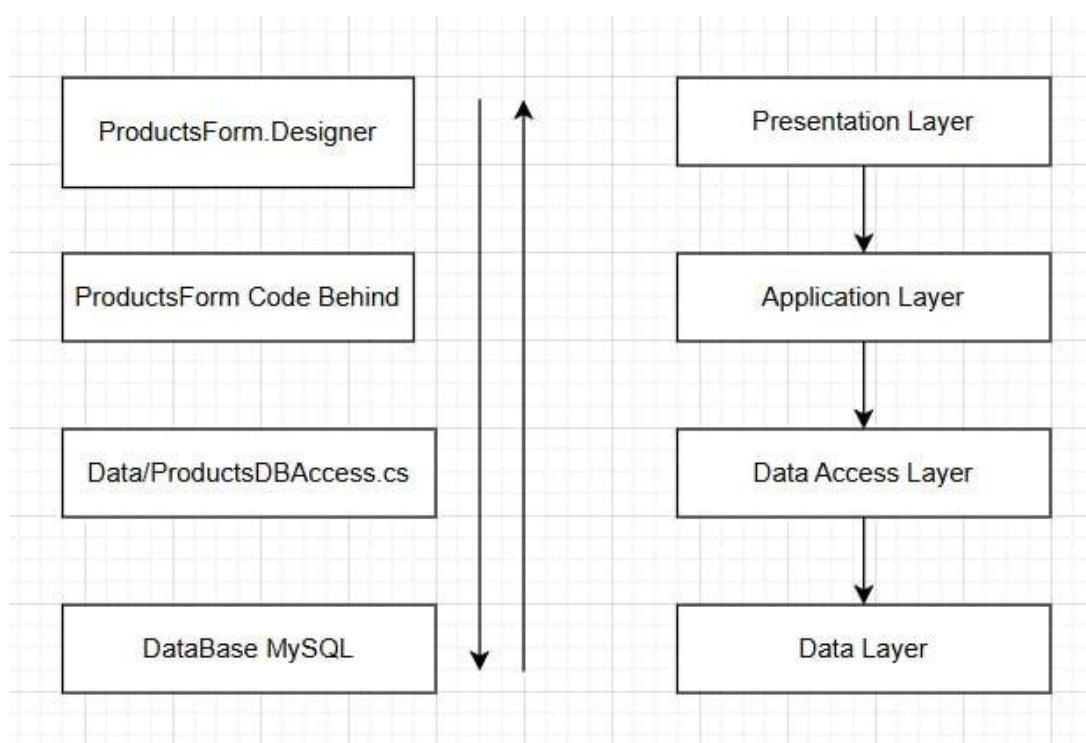 ProductsForm.Designer
Presentation Layer
ProductsForm Code Behind
Application Layer
Data/ProductsDBAccess.cs
Data Access Layer
DataBase MySQL
Data Layer